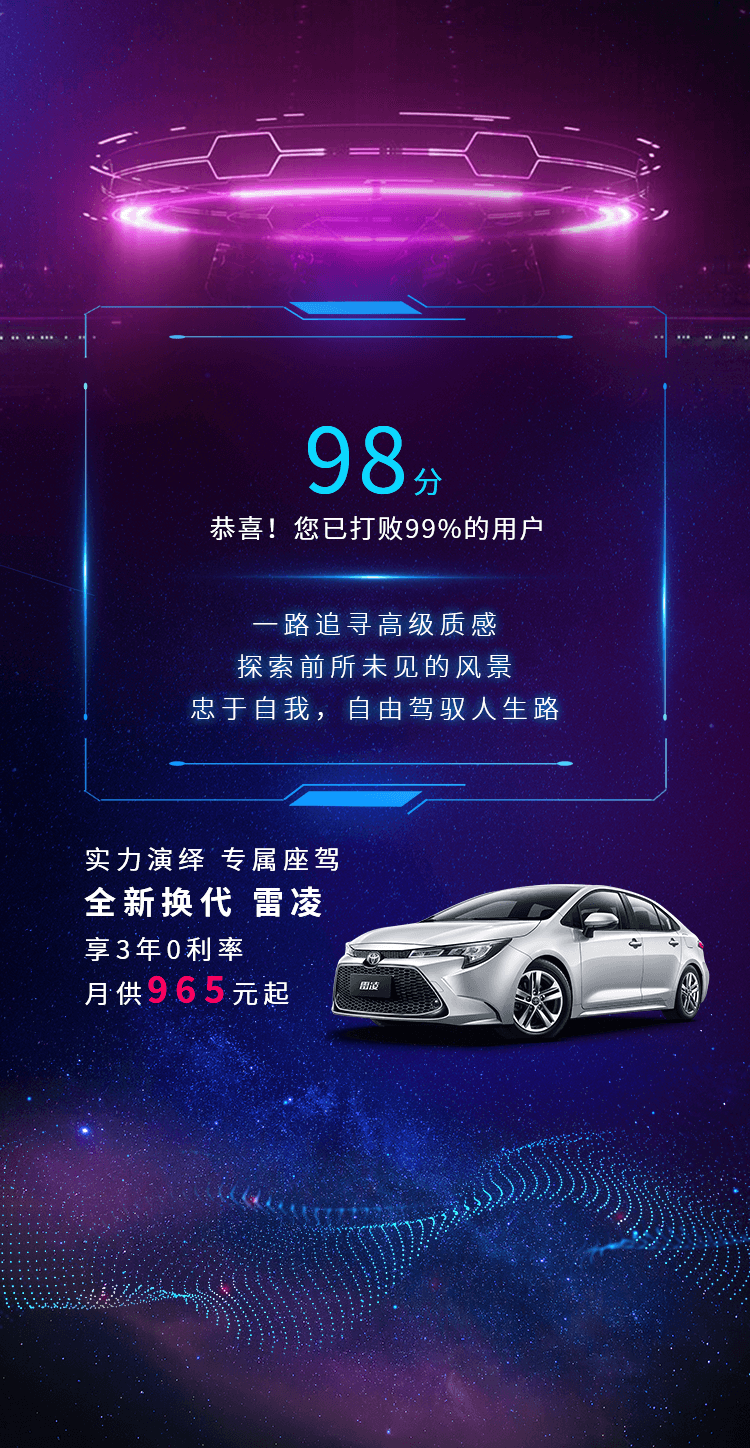 98分
恭喜！您已打败99%的用户
一路追寻高级质感
探索前所未见的风景
忠于自我，自由驾驭人生路
实力演绎 专属座驾
全新换代 雷凌
享3年0利率
月供965元起
雷凌